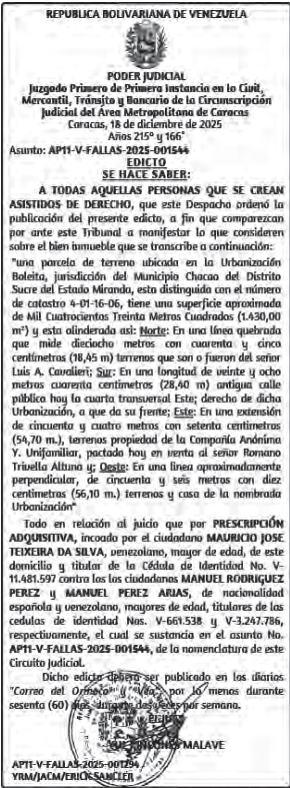 REPUBLICA BOLIVARIANA DE VENEZUELA
PODER JUDICIAL
Juzgado Primero de Primera Instancia en lo Civil,
Mercantil, Tránsito y Bancario de la Circunscripción
Judicial del Área Metropolitana de Caracas
Caracas, 18 de diciembre de 2025
Años 215° y 166°
Asunto: AP11-V-FALLAS-2025-001544
EDICTO
SE HACE SABER:
A TODAS AQUELLAS PERSONAS QUE SE CREAN
ASISTIDOS DE DERECHO, que este Despacho ordenó la
publicación del presente edicto, a fin que comparezcan
por ante este Tribunal a manifestar lo que consideren
sobre el bien inmueble que se transcribe a continuación:
"una parcela de terreno ubicada en la Urbanización
Boleita, jurisdicción del Municipio Chacao del Distrito
Sucre del Estado Miranda, esta distinguida con el número
de catastro 4-01-16-06, tiene una superficie aproximada
de Mil Cuatrocientos Treinta Metros Cuadrados (1.430,00
m²) y esta alinderada asi: Norte: En una línea quebrada
que mide dieciocho metros con cuarenta y cinco
centímetros (18,45 m) terrenos que son o fueron del señor
Luis A. Cavalieri; Sur: En una longitud de veinte y ocho
metros cuarenta centimetros (28,40 m) antigua calle
pública hoy la cuarta transversal Este; derecho de dicha
Urbanización, a que da su frente; Este: En una extensión
de cincuenta y cuatro metros con setenta centimetros
(54,70 m.), terrenos propiedad de la Compañía Anónima
Y. Unifamiliar, pactado hoy en venta al señor Romano
Trivella Altuna y; Oeste: En una linea aproximadamente
perpendicular, de cincuenta y seis metros con diez
centimetros (56,10 m.) terrenos y casa de la nombrada
Urbanización"
Todo en relación al juicio que por PRESCRIPCIÓN
ADQUISITIVA, incoado por el ciudadano MAURICIO JOSE
TEIXEIRA DA SILVA, venezolano, mayor de edad, de este
domicilio y titular de la Cédula de Identidad No. V-
11.481.597 contra los los ciudadanos MANUEL RODRIGUEZ
PEREZ y MANUEL PEREZ ARIAS, de nacionalidad
española y venezolano, mayores de edad, titulares de las
cedulas de identidad Nos. V-661.538 y V-3.247.786,
respectivamente, el cual se sustancia en el asunto No.
AP11-V-FALLAS-2025-001544, de la nomenclatura de este
Circuito Judicial.
Dicho edicto deberá ser publicado en los diarios
"Correo del Orinoco" y "Vea", por lo menos durante
sesenta (60) días, durante dos veces por semana.
MALAVE
AP11-V-FALLAS-2025-001294
YRM/JACM/ERICK SANCLER